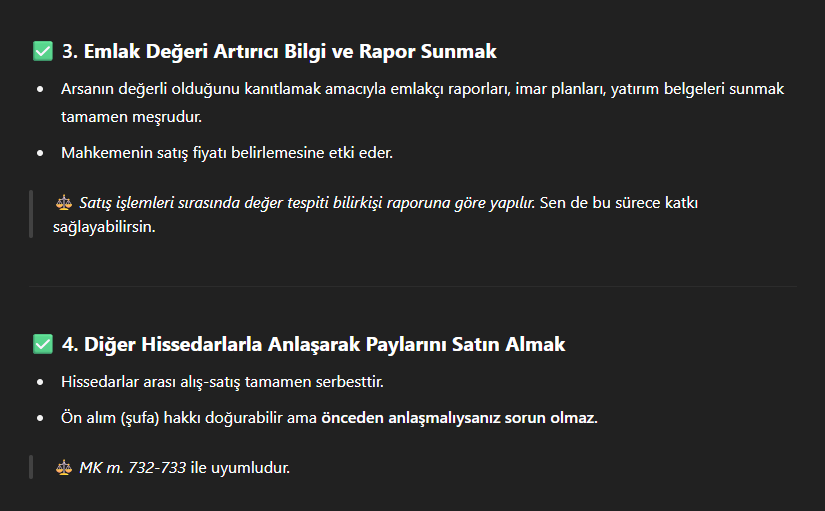 ✅ 3. Emlak Değeri Artırıcı Bilgi ve Rapor Sunmak
• Arsanın değerli olduğunu kanıtlamak amacıyla emlakçı raporları, imar planları, yatırım belgeleri sunmak
tamamen meşrudur.
• Mahkemenin satış fiyatı belirlemesine etki eder.
⚖️ Satış işlemleri sırasında değer tespiti bilirkişi raporuna göre yapılır. Sen de bu sürece katkı
sağlayabilirsin.
✅ 4. Diğer Hissedarlarla Anlaşarak Paylarını Satın Almak
• Hissedarlar arası alış-satış tamamen serbesttir.
• Ön alım (şufa) hakkı doğurabilir ama önceden anlaşmalıysanız sorun olmaz.
⚖️ MK m. 732-733 ile uyumludur.